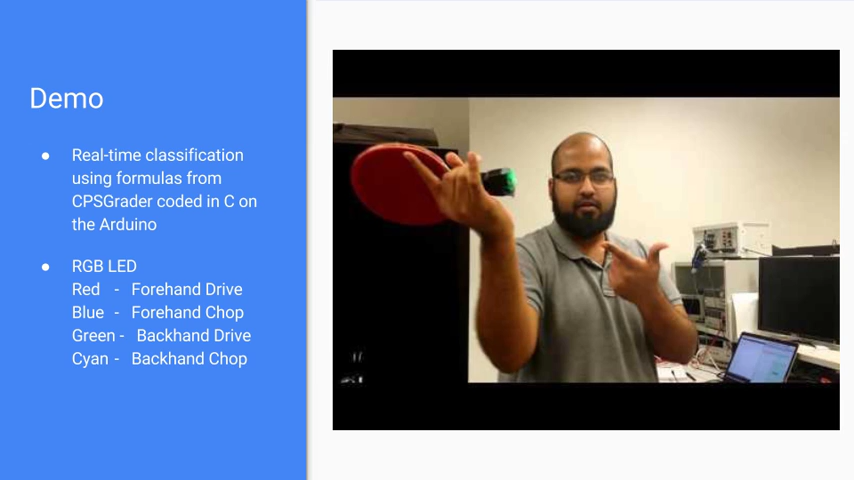 Demo
● Real-time classification
using formulas from
CPSGrader coded in C on
the Arduino
● RGB LED
Red - Forehand Drive
Blue - Forehand Chop
Green - Backhand Drive
Cyan - Backhand Chop